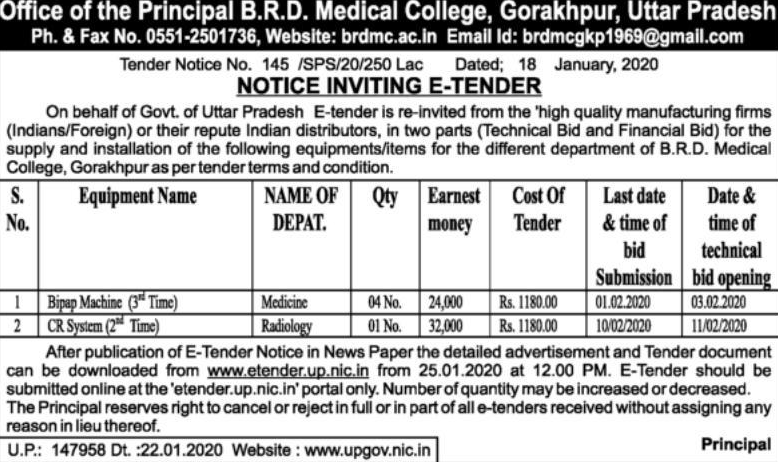 Office of the Principal B.R.D. Medical College, Gorakhpur, Uttar Pradesh
Ph. & Fax No. 0551-2501736, Website: brdmc.ac.in Email Id: brdmcgkp1969@gmail.com
Tender Notice No. 145 /SPS/20/250 Lac Dated; 18 January, 2020
NOTICE INVITING E-TENDER
On behalf of Govt. of Uttar Pradesh E-tender is re-invited from the 'high quality manufacturing firms
(Indians/Foreign) or their repute Indian distributors, in two parts (Technical Bid and Financial Bid) for the
supply and installation of the following equipments/items for the different department of B.R.D. Medical
College, Gorakhpur as per tender terms and condition.
S. No. Equipment Name NAME OF DEPAT. Qty Earnest money Cost Of Tender Last date & time of bid Submission Date & time of technical bid opening
1 Bipap Machine (3rd Time) Medicine 04 No. 24,000 Rs. 1180.00 01.02.2020 03.02.2020
2 CR System (2nd Time) Radiology 01 No. 32,000 Rs. 1180.00 10/02/2020 11/02/2020
After publication of E-Tender Notice in News Paper the detailed advertisement and Tender document
can be downloaded from www.etender.up.nic.in from 25.01.2020 at 12.00 PM. E-Tender should be
submitted online at the 'etender.up.nic.in' portal only. Number of quantity may be increased or decreased.
The Principal reserves right to cancel or reject in full or in part of all e-tenders received without assigning any
reason in lieu thereof.
U.P.: 147958 Dt. :22.01.2020 Website : www.upgov.nic.in
Principal